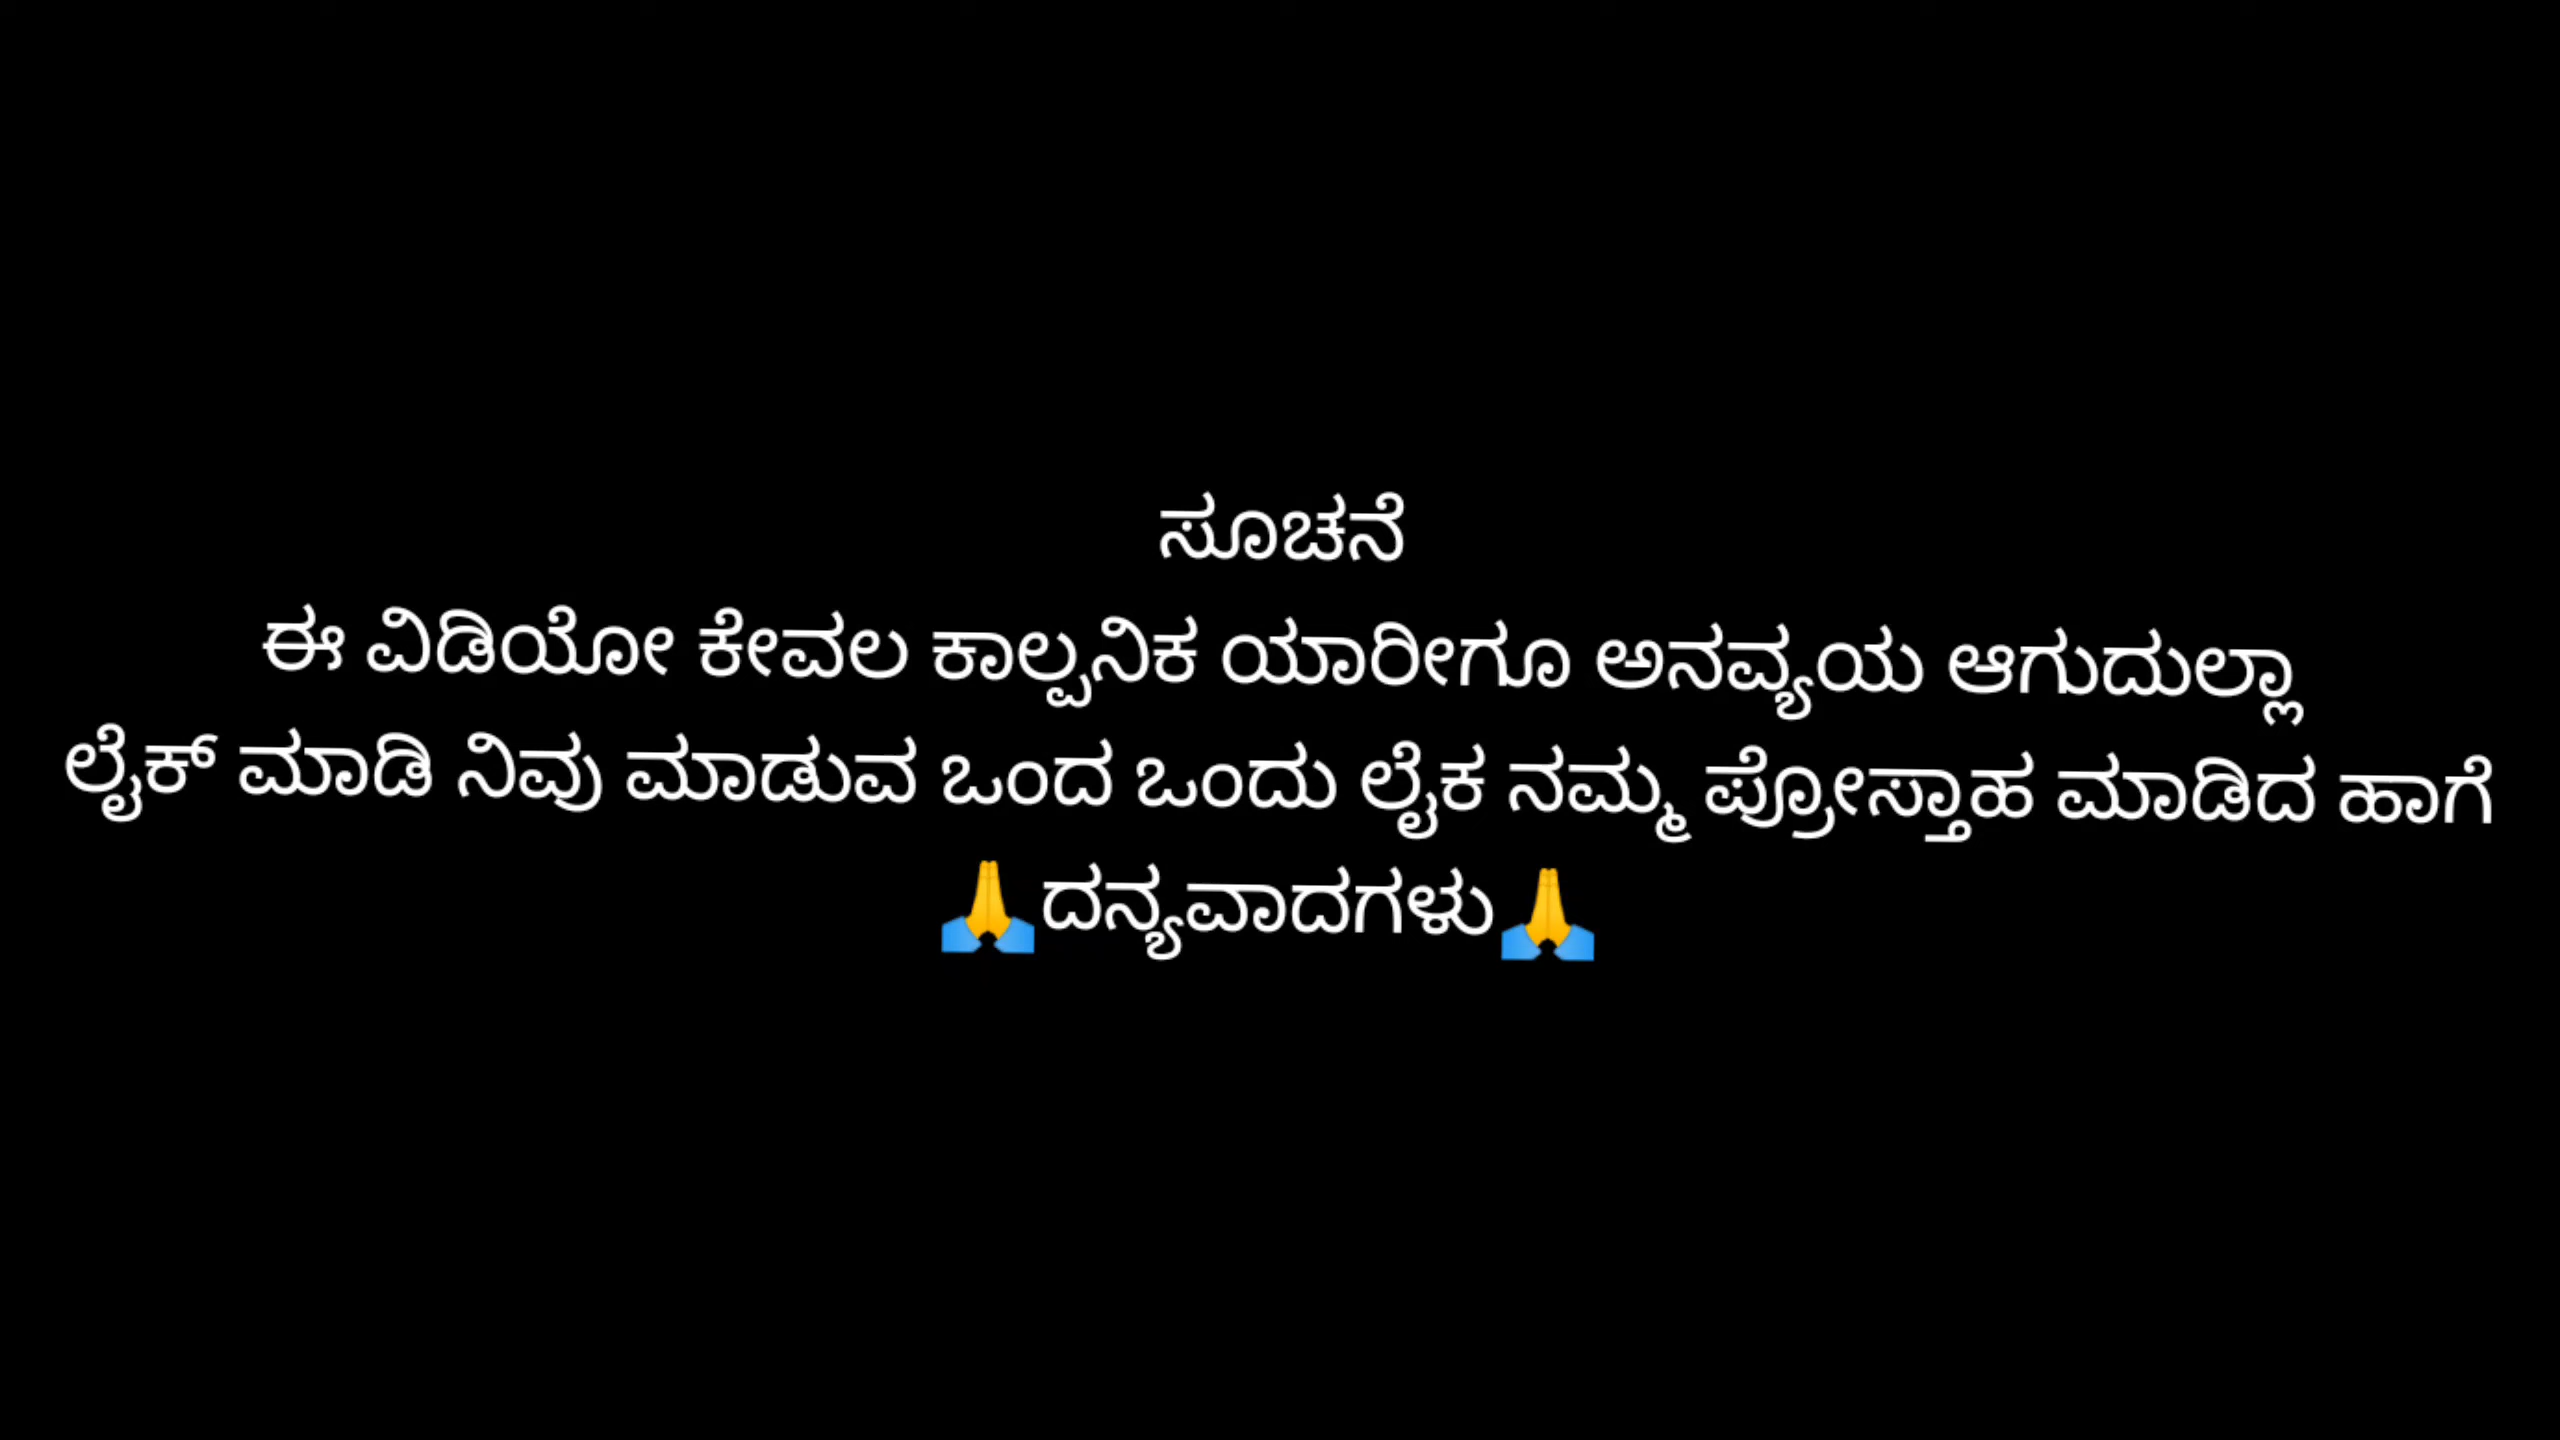 ಸೂಚನೆ
ಈ ವಿಡಿಯೋ ಕೇವಲ ಕಾಲ್ಪನಿಕ ಯಾರೀಗೂ ಅನವ್ಯಯ ಆಗುದುಲ್ಲಾ
ಲೈಕ್ ಮಾಡಿ ನಿವು ಮಾಡುವ ಒಂದ ಒಂದು ಲೈಕ ನಮ್ಮ ಪ್ರೋಸ್ತಾಹ ಮಾಡಿದ ಹಾಗೆ
🙏ದನ್ಯವಾದಗಳು🙏